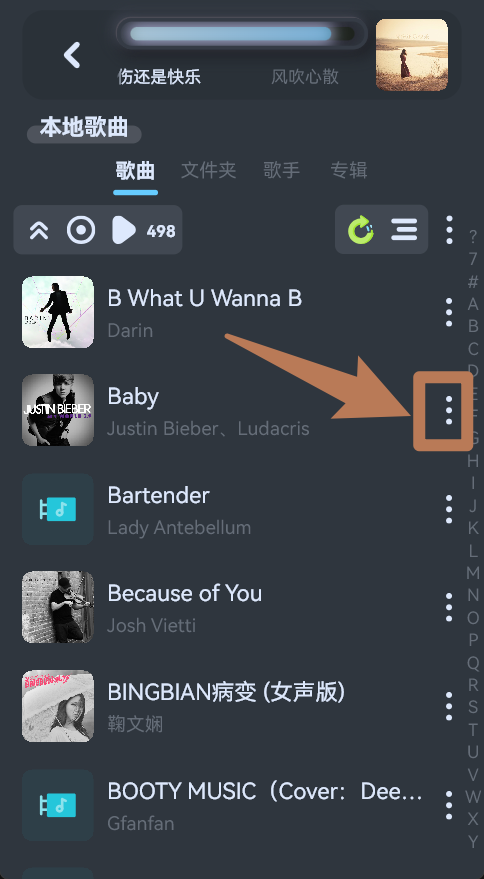 伤还是快乐
风吹心散
本地歌曲
歌曲 文件夹 歌手 专辑
498
B What U Wanna B
Darin
Baby
Justin Bieber、Ludacris
JUSTIN BIEBER
Bartender
Lady Antebellum
Because of You
Josh Vietti
BINGBIAN病变 (女声版)
鞠文娴
BOOTY MUSIC（Cover：Dee…
Gfanfan
?
7
#
A
B
C
D
E
F
G
H
I
J
K
L
M
N
O
P
Q
R
S
T
U
V
W
X
Y